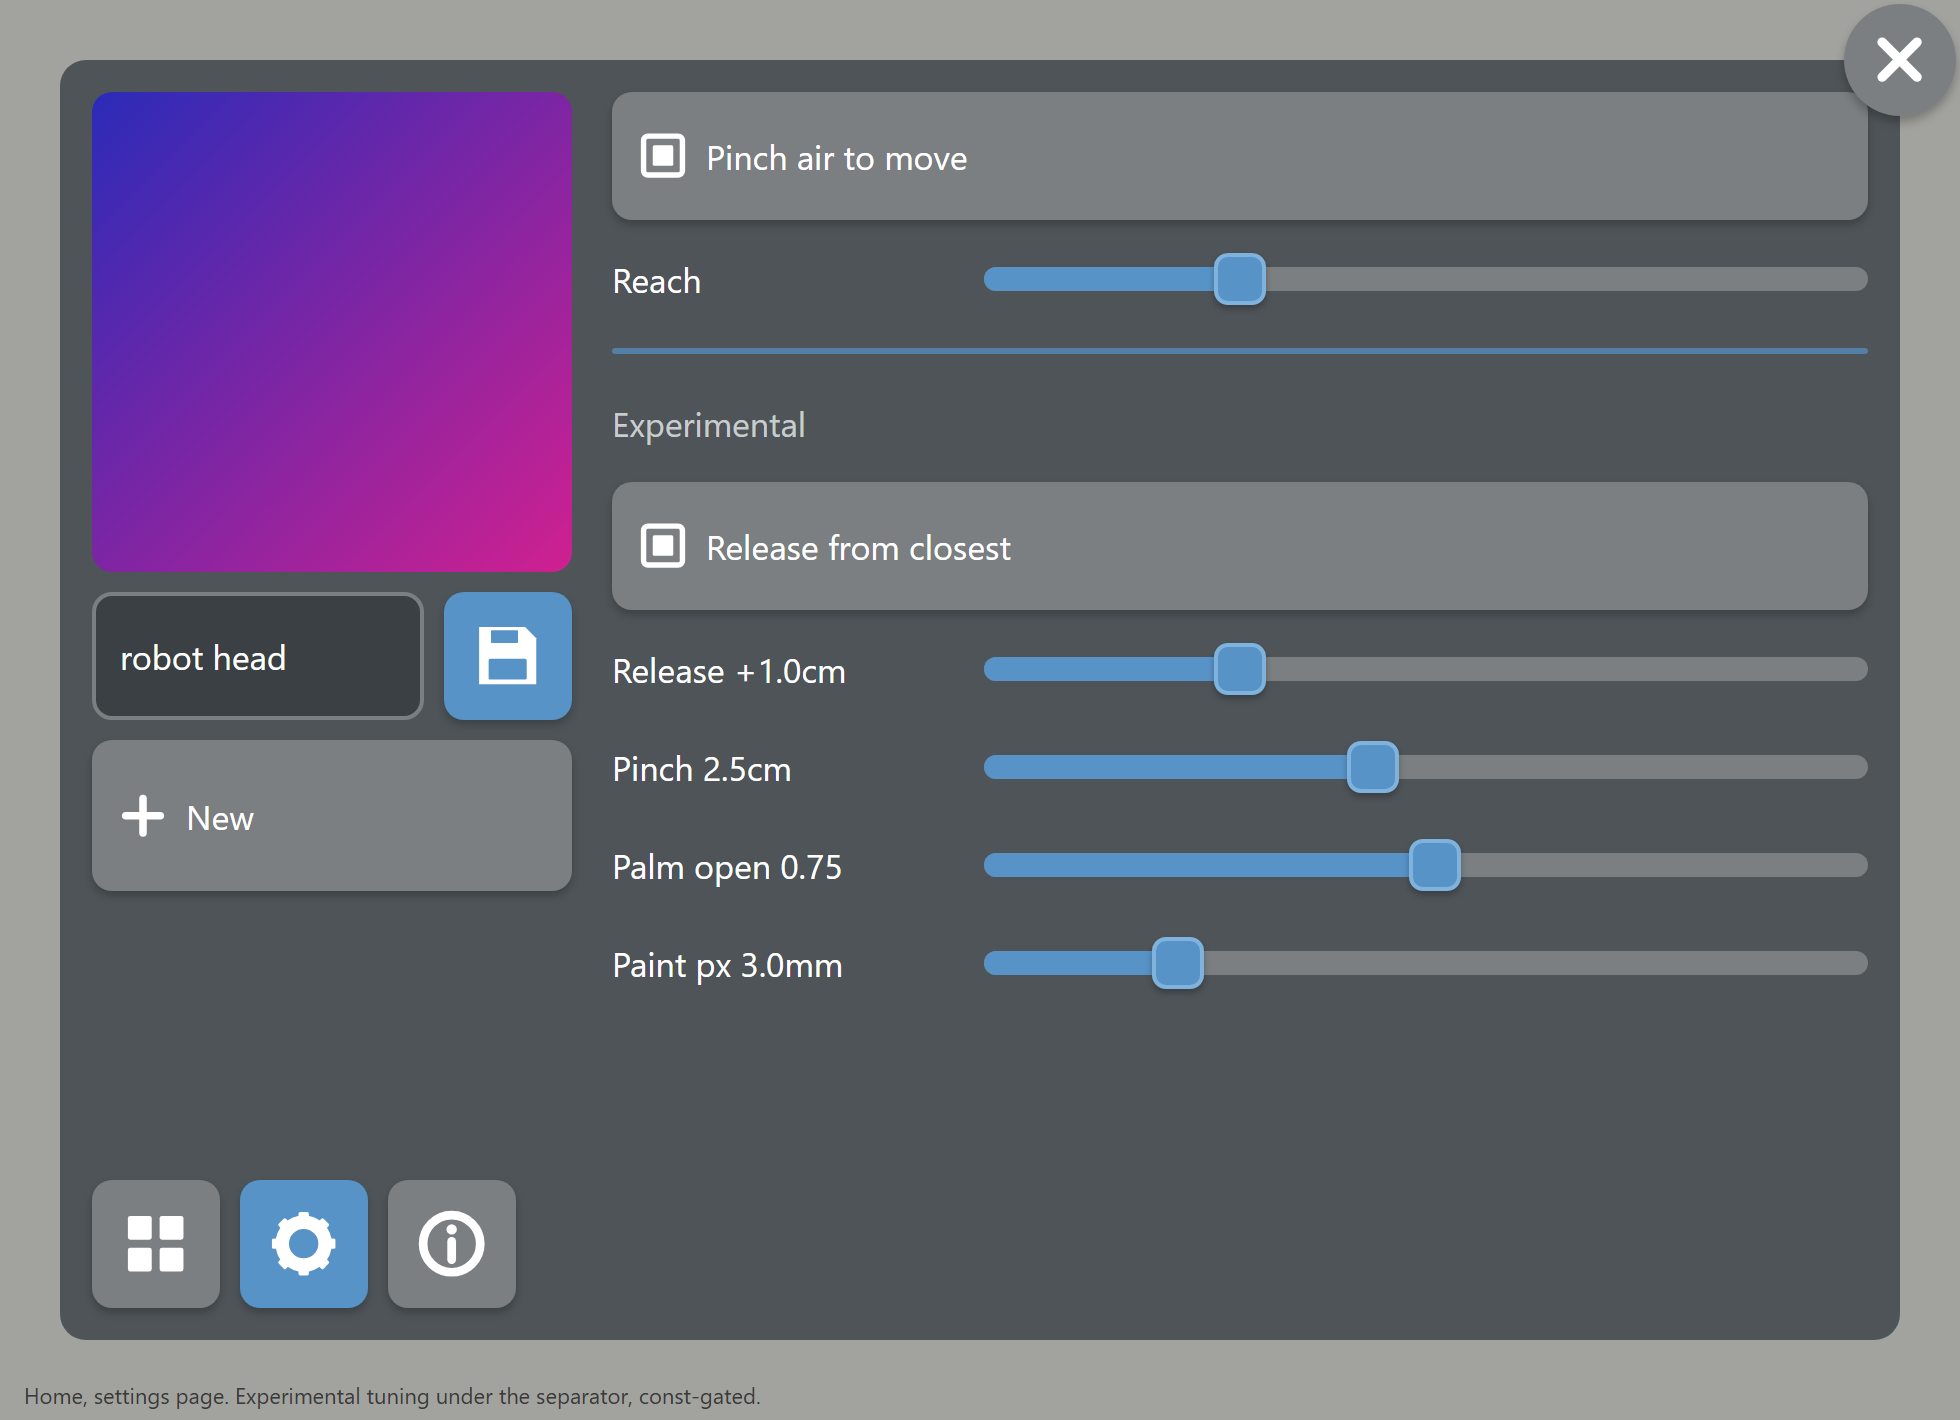 Pinch air to move
Reach
Experimental
Release from closest
robot head
Release +1.0cm
Pinch 2.5cm
New
Palm open 0.75
Paint px 3.0mm
Home, settings page. Experimental tuning under the separator, const-gated.